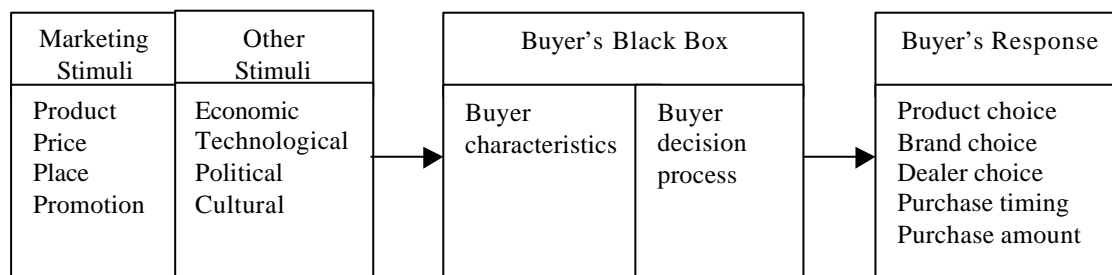 Marketing
Stimuli
Other
Stimuli
Buyer's Black Box
Buyer's Response
Product
Price
Place
Promotion
Economic
Technological
Political
Cultural
Buyer
characteristics
Buyer
decision
process
Product choice
Brand choice
Dealer choice
Purchase timing
Purchase amount